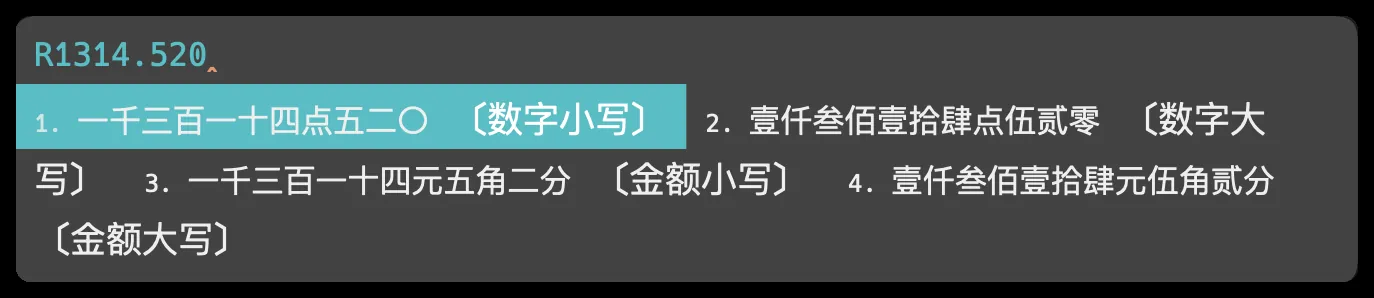 R1314.520‸
1. 一千三百一十四点五二〇 〔数字小写〕 2. 壹仟叁佰壹拾肆点伍贰零 〔数字大
写〕 3. 一千三百一十四元五角二分 〔金额小写〕 4. 壹仟叁佰壹拾肆元伍角贰分
〔金额大写〕